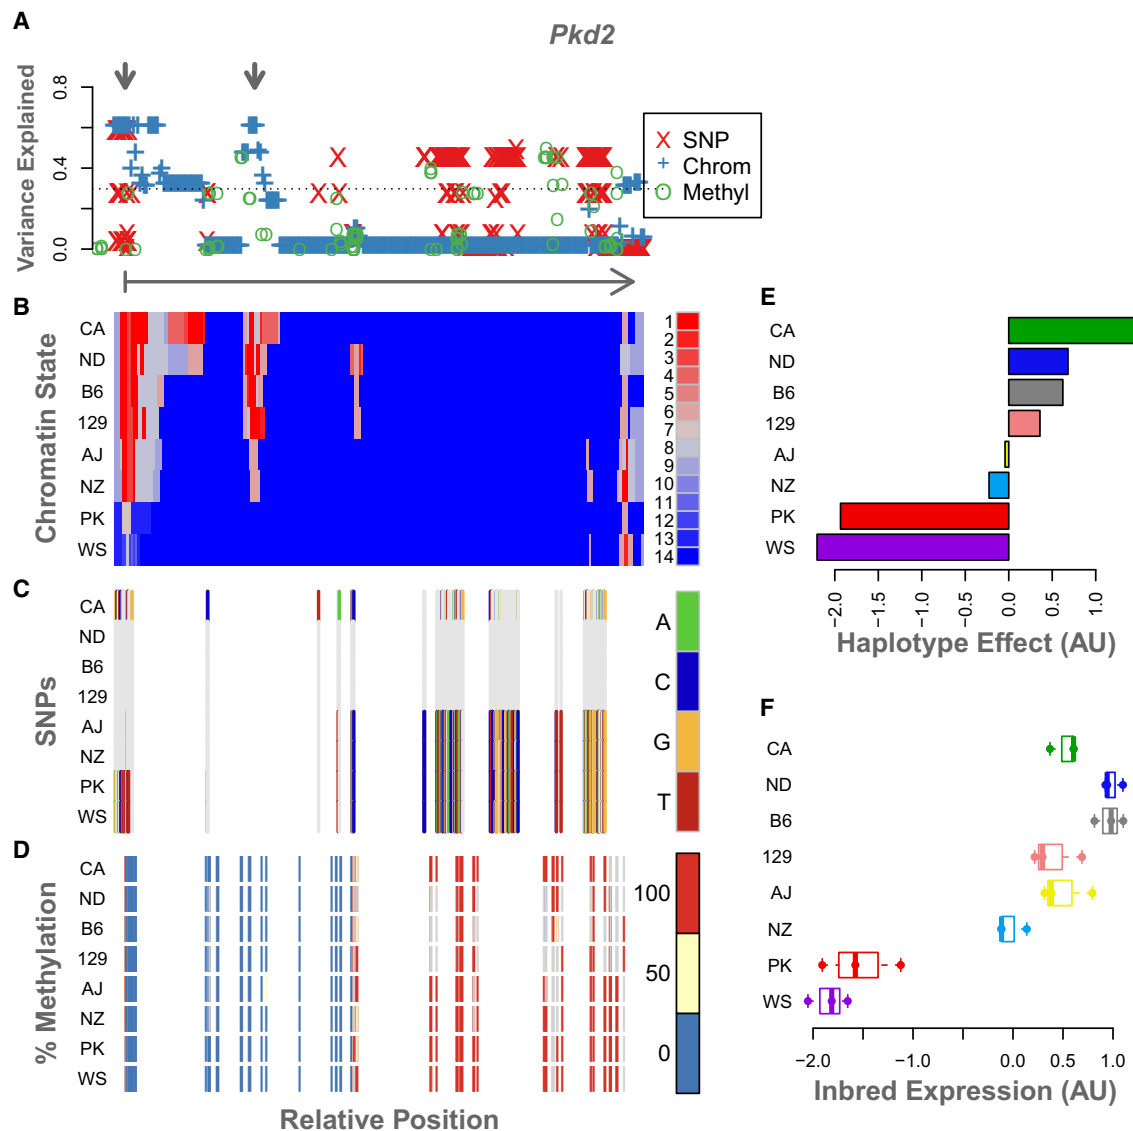 A
Pkd2
Variance Explained
0.8
0.4
0.0
SNP
Chrom
Methyl
B
Chromatin State
CA
ND
B6
129
AJ
NZ
PK
WS
1
2
3
4
5
6
7
8
9
10
11
12
13
14
C
SNPs
CA
ND
B6
129
AJ
NZ
PK
WS
A
C
G
T
D
% Methylation
CA
ND
B6
129
AJ
NZ
PK
WS
100
50
0
Relative Position
E
CA
ND
B6
129
AJ
NZ
PK
WS
−2.0
−1.5
−1.0
−0.5
0.0
0.5
1.0
Haplotype Effect (AU)
F
CA
ND
B6
129
AJ
NZ
PK
WS
−2.0
−1.0
0.0
0.5
1.0
Inbred Expression (AU)